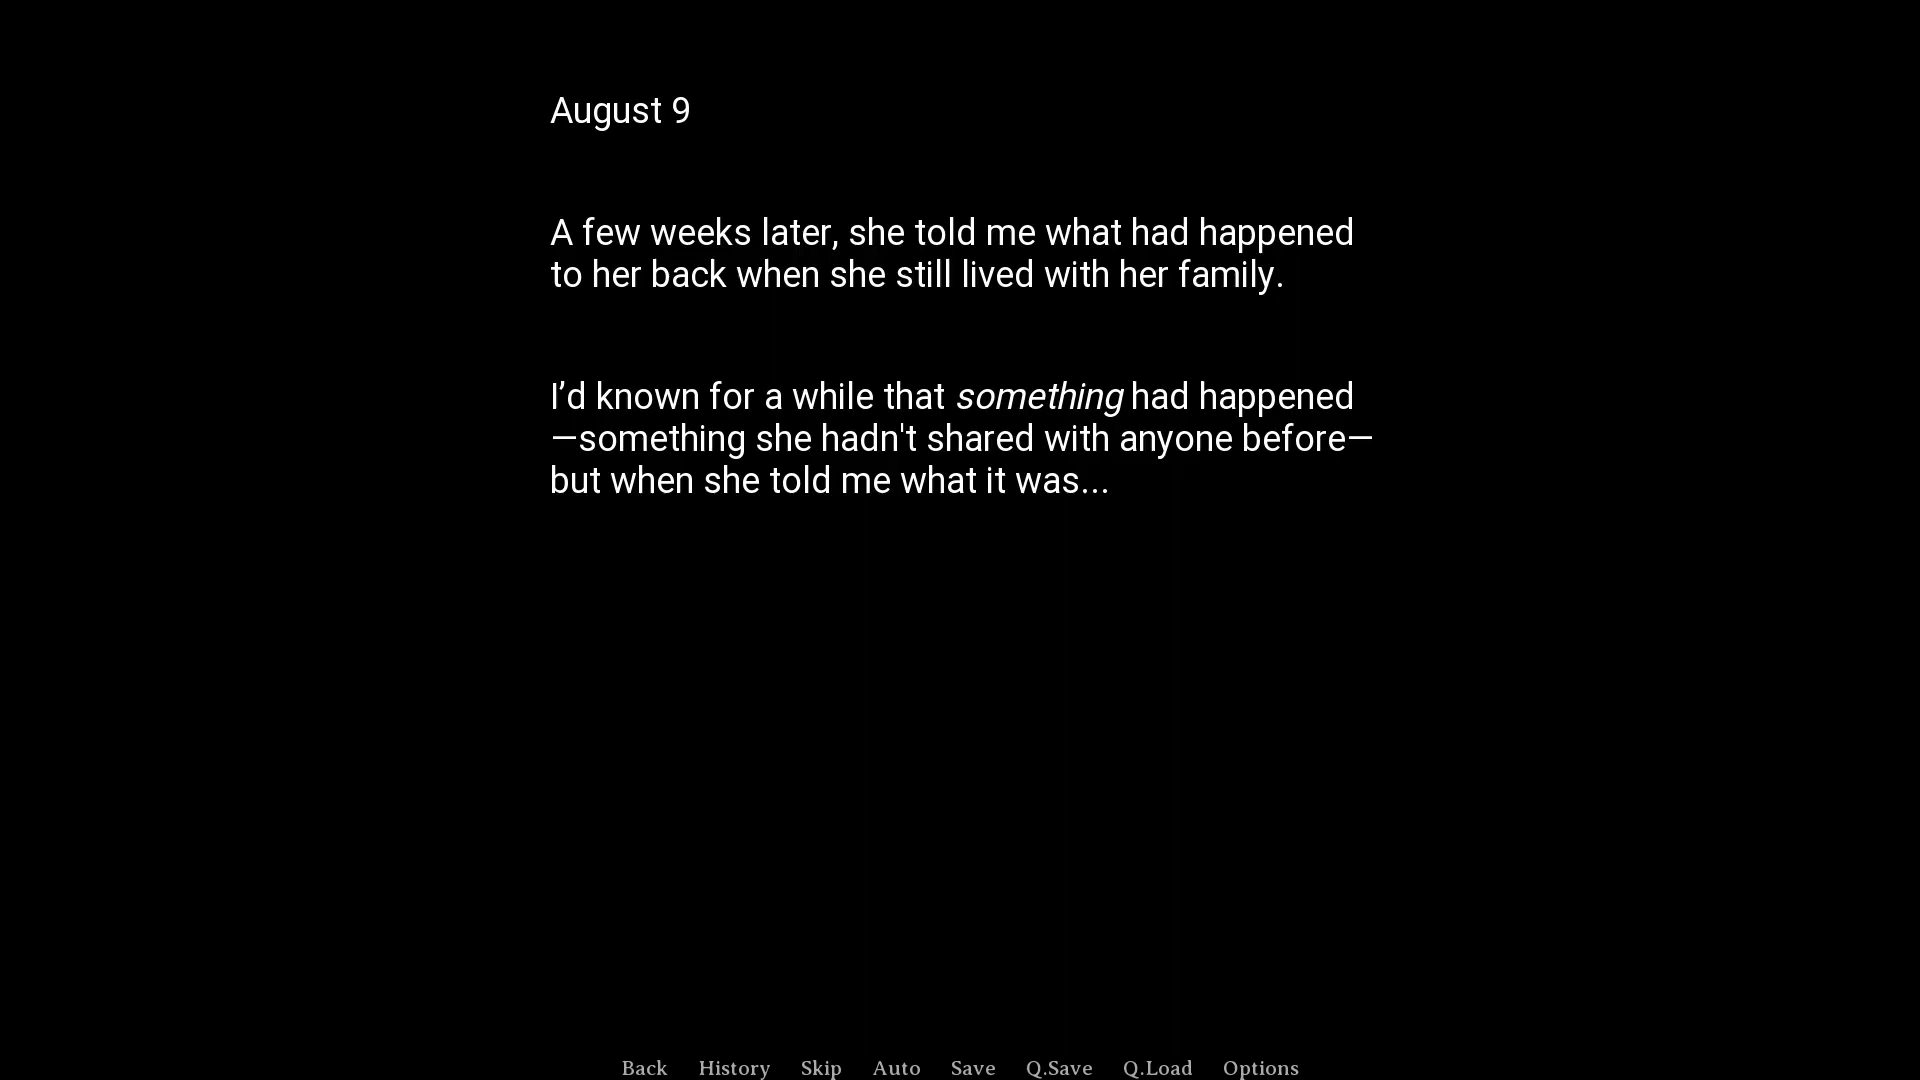 August 9
A few weeks later, she told me what had happened
to her back when she still lived with her family.
I’d known for a while that something had happened
—something she hadn't shared with anyone before—
but when she told me what it was...
Back History Skip Auto Save Q.Save Q.Load Options